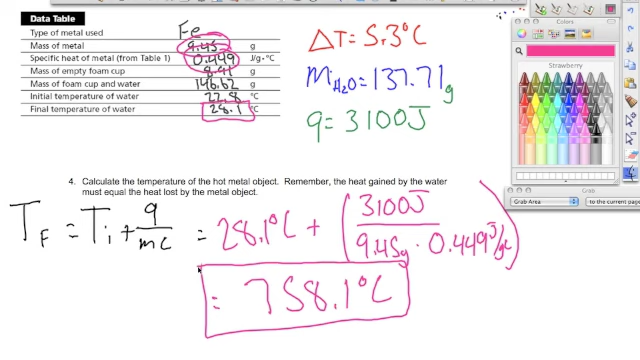 Data Table
Type of metal used Fe
Mass of metal 9.45 g
Specific heat of metal (from Table 1) 0.449 J/g·°C
Mass of empty foam cup 8.91 g
Mass of foam cup and water 146.62 g
Initial temperature of water 22.8 °C
Final temperature of water 28.1 °C
ΔT = 5.3°C
mH₂O = 137.71g
q = 3100J
Colors
Strawberry
Grab
Grab Area
to the current page
4. Calculate the temperature of the hot metal object. Remember, the heat gained by the water
must equal the heat lost by the metal object.
TF = Ti + q/mc = 28.1°C + (3100J / 9.45g · 0.449 J/g°C)
= 758.1°C